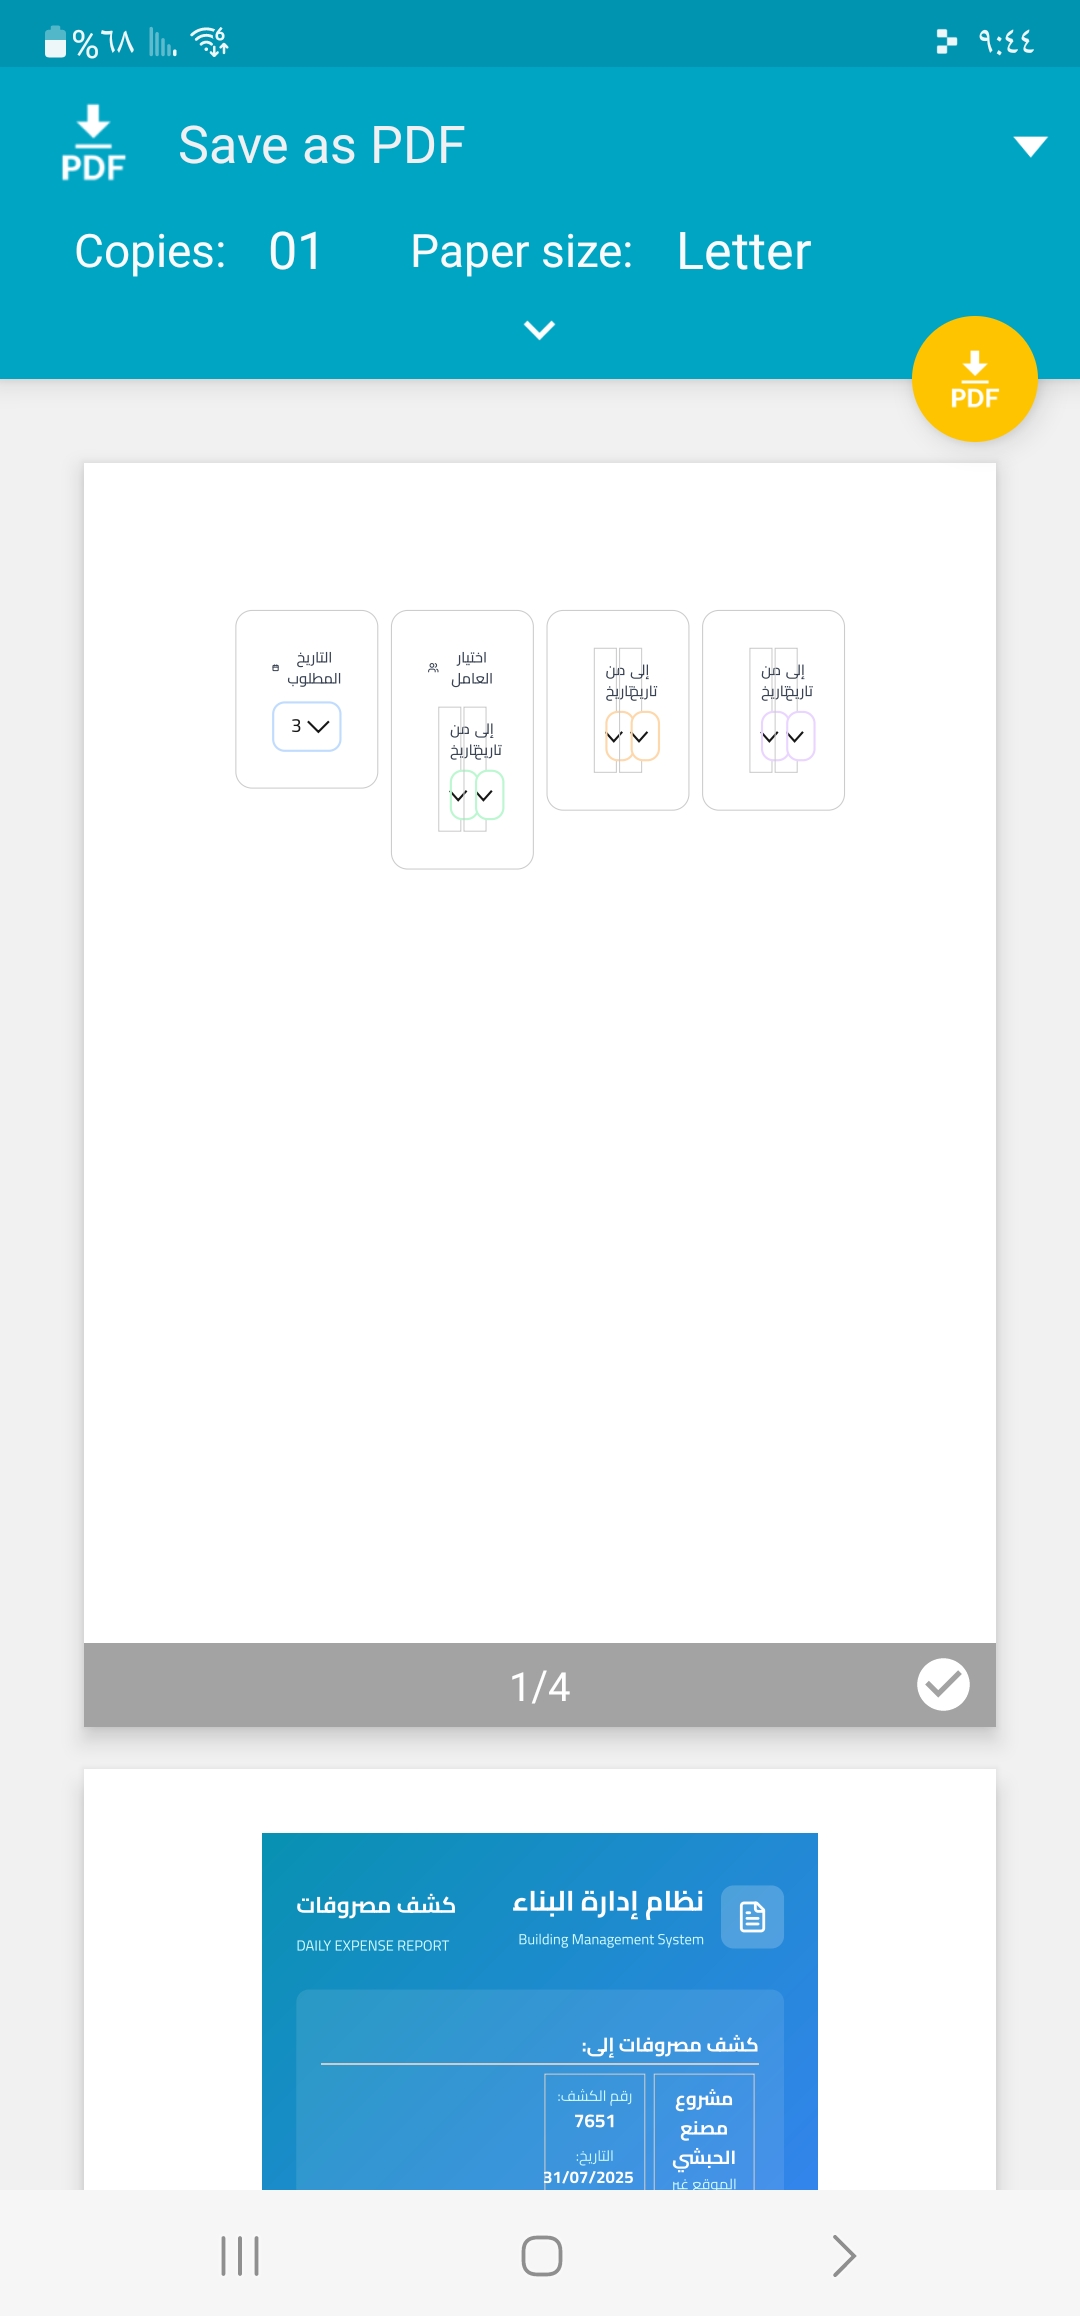 %٦٨
٩:٤٤
PDF
Save as PDF
Copies: 01 Paper size: Letter
PDF
التاريخ المطلوب
3
اختيار العامل
من تاريخ
إلى تاريخ
من تاريخ
إلى تاريخ
من تاريخ
إلى تاريخ
1/4
نظام إدارة البناء
Building Management System
كشف مصروفات
DAILY EXPENSE REPORT
كشف مصروفات إلى:
مشروع
مصنع
الحبشي
الموقع غير
رقم الكشف:
7651
التاريخ:
31/07/2025